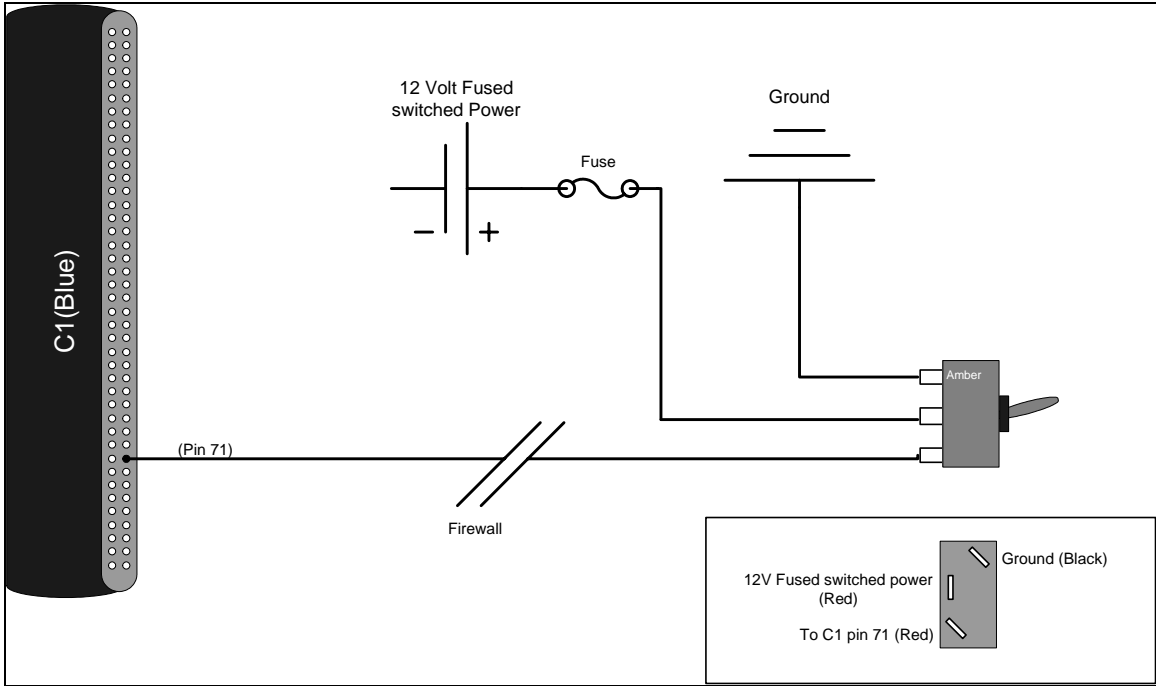 C1(Blue)
12 Volt Fused
switched Power
Ground
Fuse
− +
Amber
(Pin 71)
Firewall
Ground (Black)
12V Fused switched power
(Red)
To C1 pin 71 (Red)